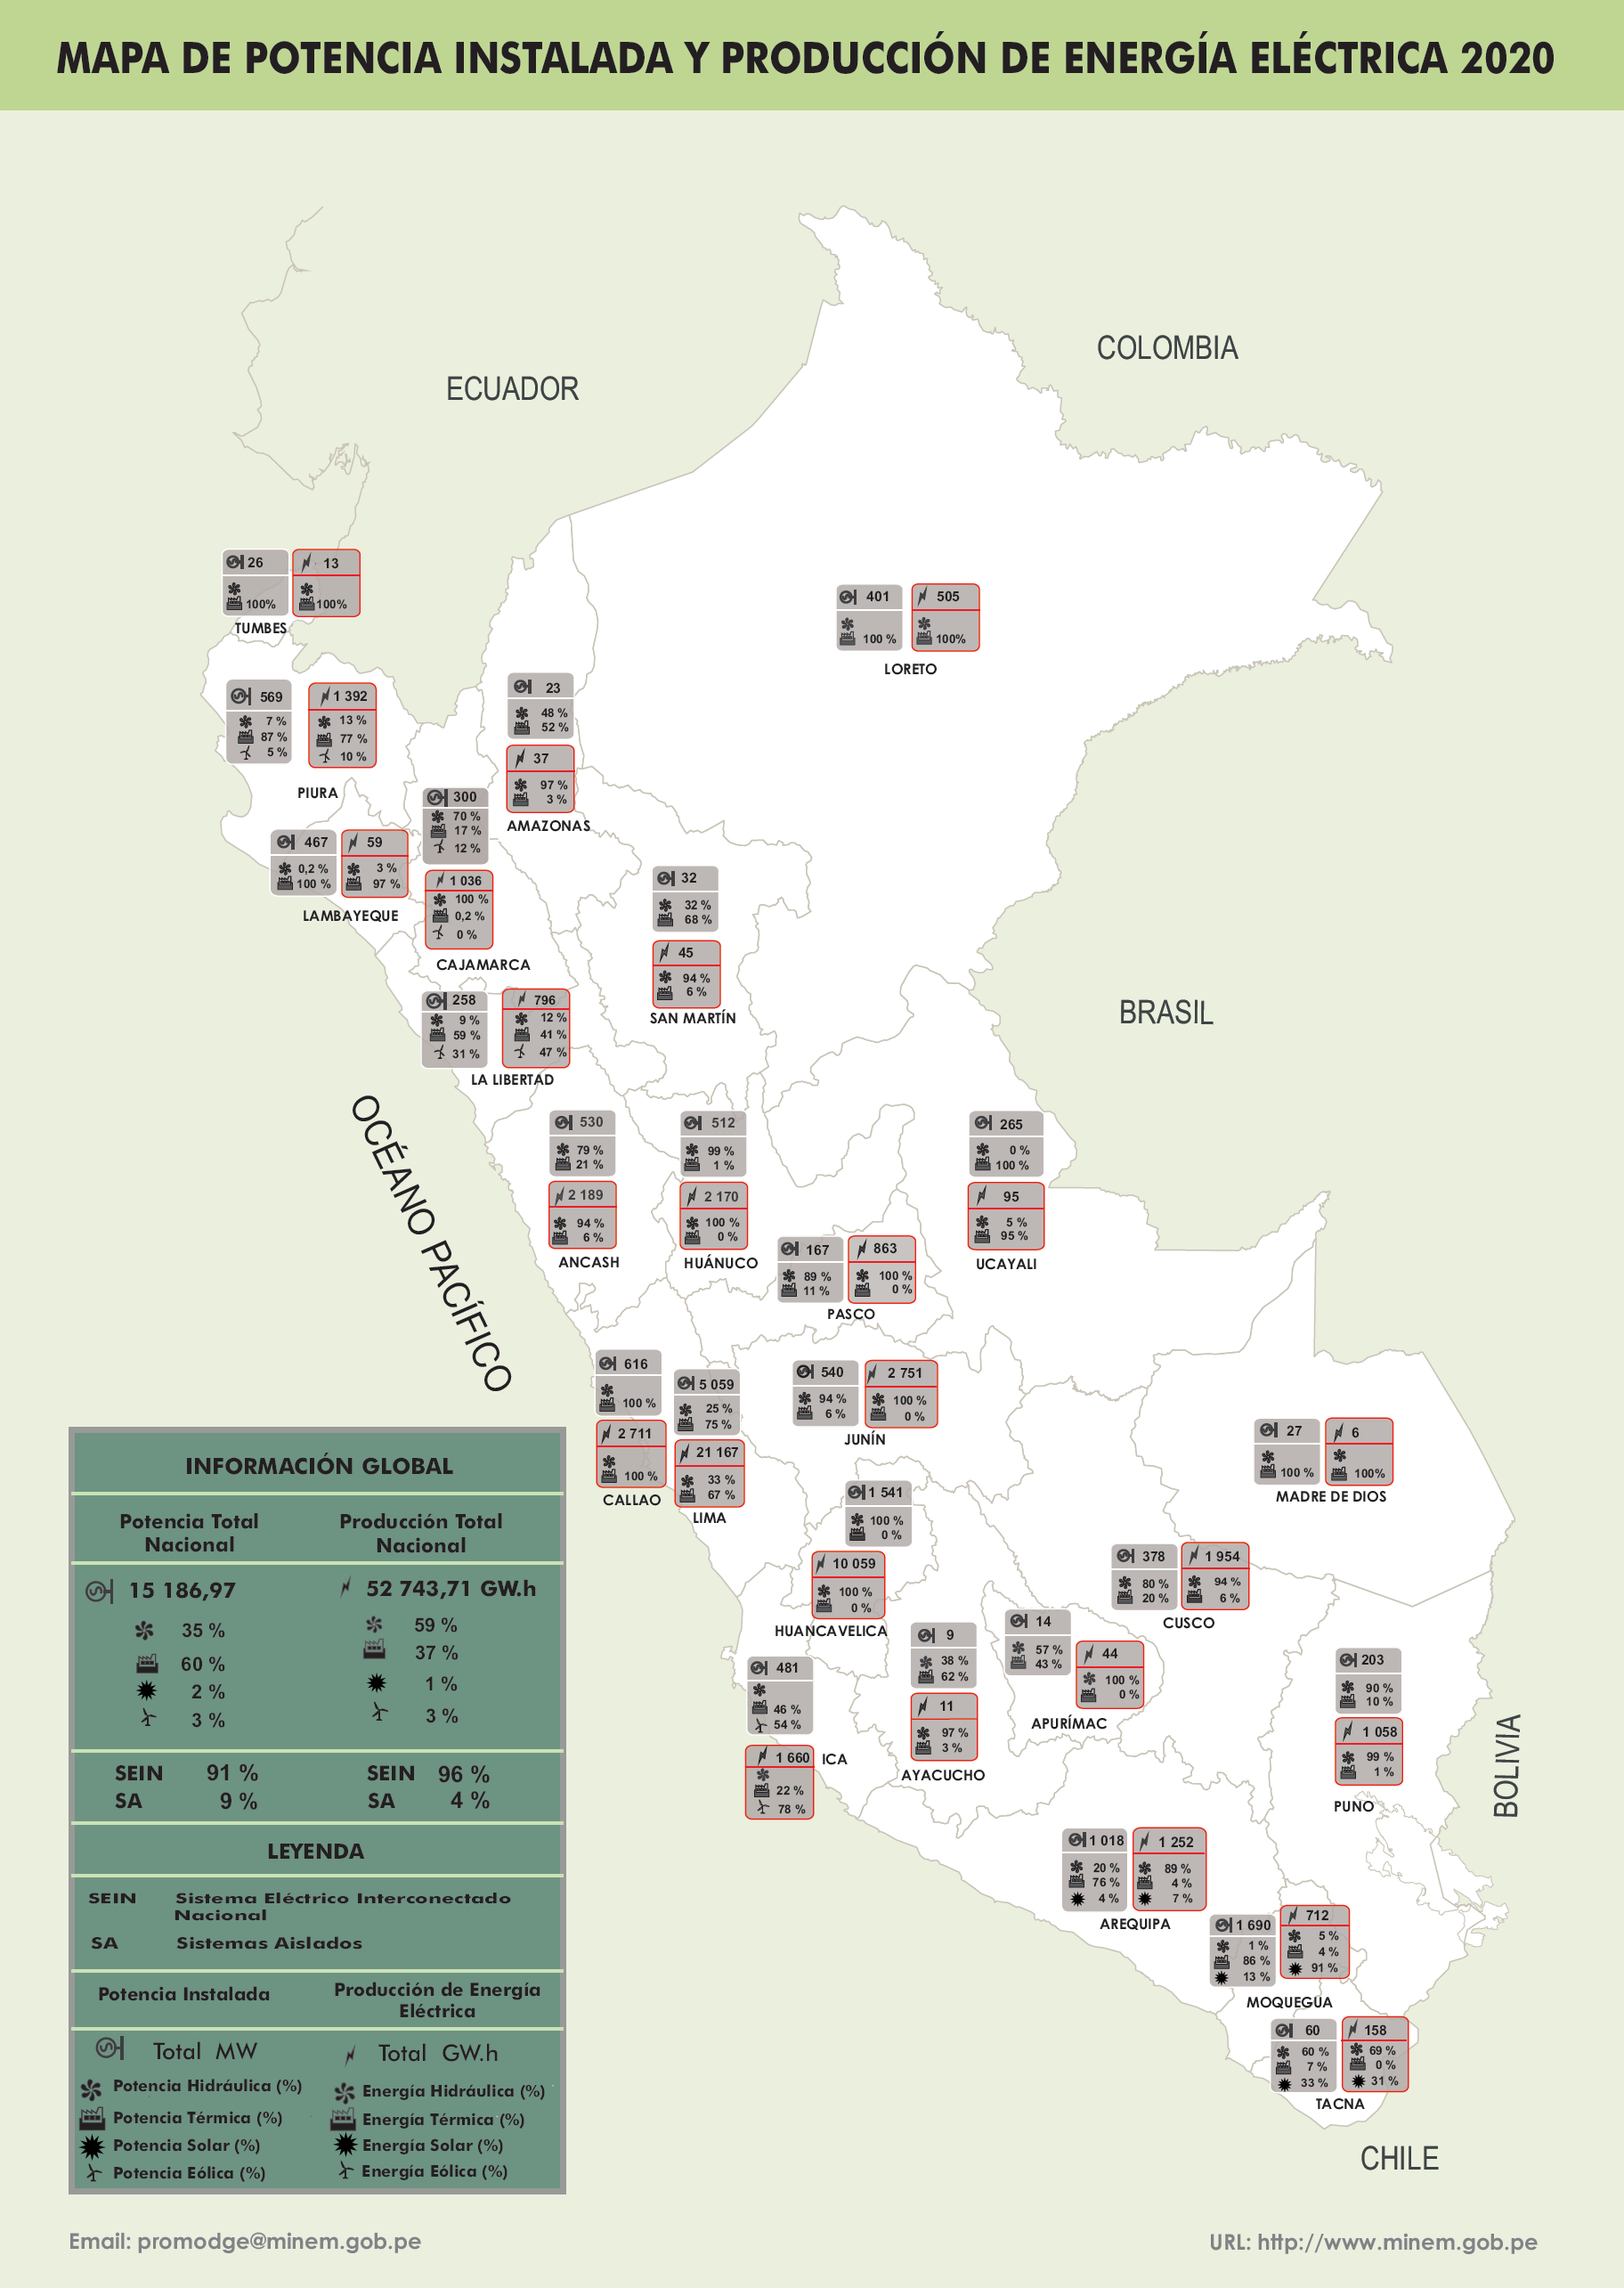 MAPA DE POTENCIA INSTALADA Y PRODUCCIÓN DE ENERGÍA ELÉCTRICA 2020
COLOMBIA
ECUADOR
26
13
100%
100%
TUMBES
401
505
100 %
100%
LORETO
569
1 392
7 %
13 %
87 %
77 %
5 %
10 %
PIURA
23
48 %
52 %
37
97 %
3 %
AMAZONAS
300
70 %
17 %
12 %
1 036
100 %
0,2 %
0 %
CAJAMARCA
467
59
0,2 %
3 %
100 %
97 %
LAMBAYEQUE
32
32 %
68 %
45
94 %
6 %
SAN MARTÍN
258
796
9 %
12 %
59 %
41 %
31 %
47 %
LA LIBERTAD
BRASIL
OCÉANO PACÍFICO
530
79 %
21 %
2 189
94 %
6 %
ANCASH
512
99 %
1 %
2 170
100 %
0 %
HUÁNUCO
265
0 %
100 %
95
5 %
95 %
UCAYALI
167
863
89 %
100 %
11 %
0 %
PASCO
616
100 %
2 711
100 %
CALLAO
5 059
25 %
75 %
21 167
33 %
67 %
LIMA
540
2 751
94 %
100 %
6 %
0 %
JUNÍN
27
6
100 %
100%
MADRE DE DIOS
1 541
100 %
0 %
10 059
100 %
0 %
HUANCAVELICA
378
1 954
80 %
94 %
20 %
6 %
CUSCO
9
38 %
62 %
11
97 %
3 %
AYACUCHO
14
57 %
43 %
44
100 %
0 %
APURÍMAC
481
46 %
54 %
1 660
22 %
78 %
ICA
203
90 %
10 %
1 058
99 %
1 %
PUNO
BOLIVIA
1 018
1 252
20 %
89 %
76 %
4 %
4 %
7 %
AREQUIPA
1 690
712
1 %
5 %
86 %
4 %
13 %
91 %
MOQUEGUA
60
158
60 %
69 %
7 %
0 %
33 %
31 %
TACNA
CHILE
INFORMACIÓN GLOBAL
Potencia Total
Nacional
Producción Total
Nacional
15 186,97
52 743,71 GW.h
35 %
59 %
60 %
37 %
2 %
1 %
3 %
3 %
SEIN 91 %
SEIN 96 %
SA 9 %
SA 4 %
LEYENDA
SEIN Sistema Eléctrico Interconectado
Nacional
SA Sistemas Aislados
Potencia Instalada
Producción de Energía
Eléctrica
Total MW
Total GW.h
Potencia Hidráulica (%)
Energía Hidráulica (%)
Potencia Térmica (%)
Energía Térmica (%)
Potencia Solar (%)
Energía Solar (%)
Potencia Eólica (%)
Energía Eólica (%)
Email: promodge@minem.gob.pe
URL: http://www.minem.gob.pe